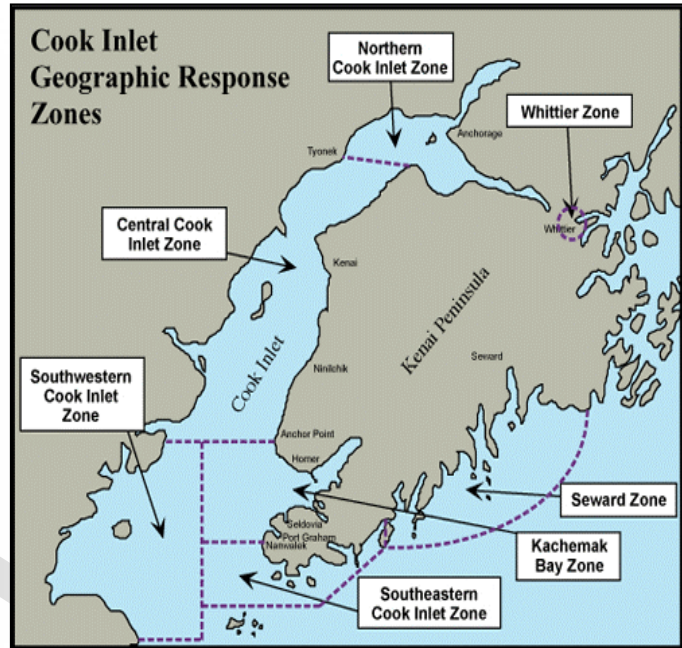 Cook Inlet
Geographic Response
Zones
Northern
Cook Inlet Zone
Whittier Zone
Anchorage
Tyonek
Whittier
Central Cook
Inlet Zone
Kenai
Kenai Peninsula
Cook Inlet
Ninilchik
Seward
Southwestern
Cook Inlet
Zone
Anchor Point
Homer
Seward Zone
Seldovia
Port Graham
Nanwalek
Kachemak
Bay Zone
Southeastern
Cook Inlet Zone